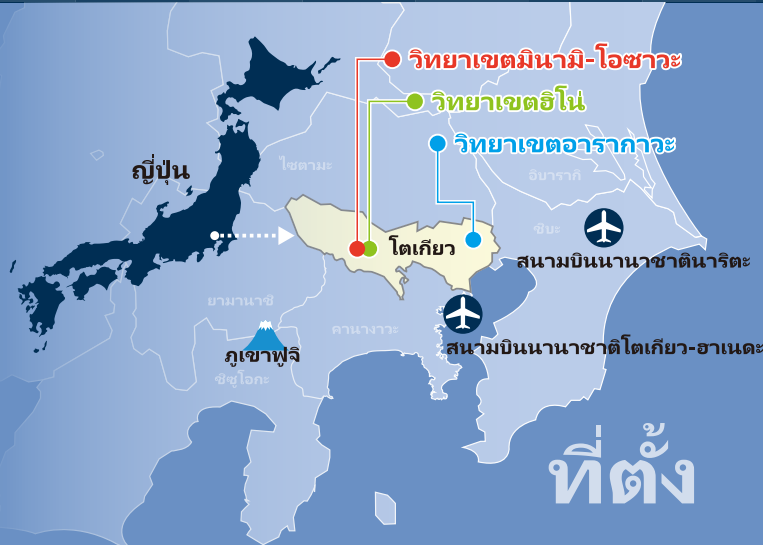 วิทยาเขตมินามิ-โอซาวะ
วิทยาเขตฮิโน่
วิทยาเขตอารากาวะ
ญี่ปุ่น
ไซตามะ
อิบารากิ
ชิบะ
โตเกียว
สนามบินนานาชาตินาริตะ
ยามานาชิ
คานางาวะ
สนามบินนานาชาติโตเกียว-ฮาเนดะ
ภูเขาฟูจิ
ชิซุโอกะ
ที่ตั้ง